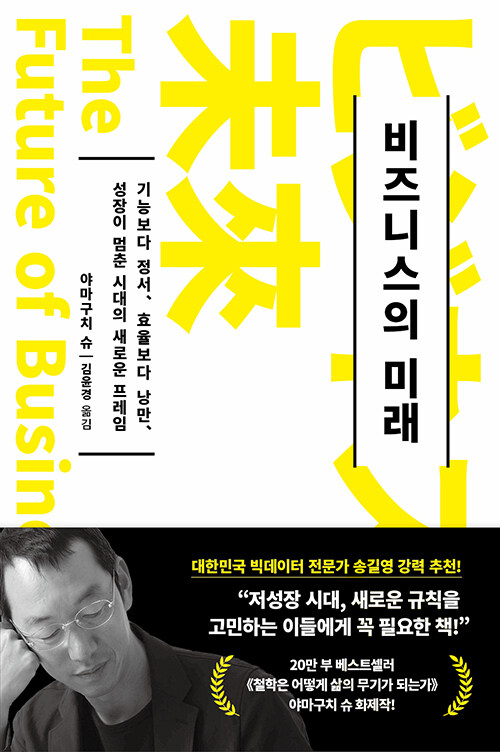 ビジネス
未来
The
Future of Busin
비즈니스의 미래
기능보다 정서, 효율보다 낭만,
성장이 멈춘 시대의 새로운 프레임
야마구치 슈 | 김윤경 옮김
대한민국 빅데이터 전문가 송길영 강력 추천!
“저성장 시대, 새로운 규칙을
고민하는 이들에게 꼭 필요한 책!”
20만 부 베스트셀러
《철학은 어떻게 삶의 무기가 되는가》
야마구치 슈 화제작!